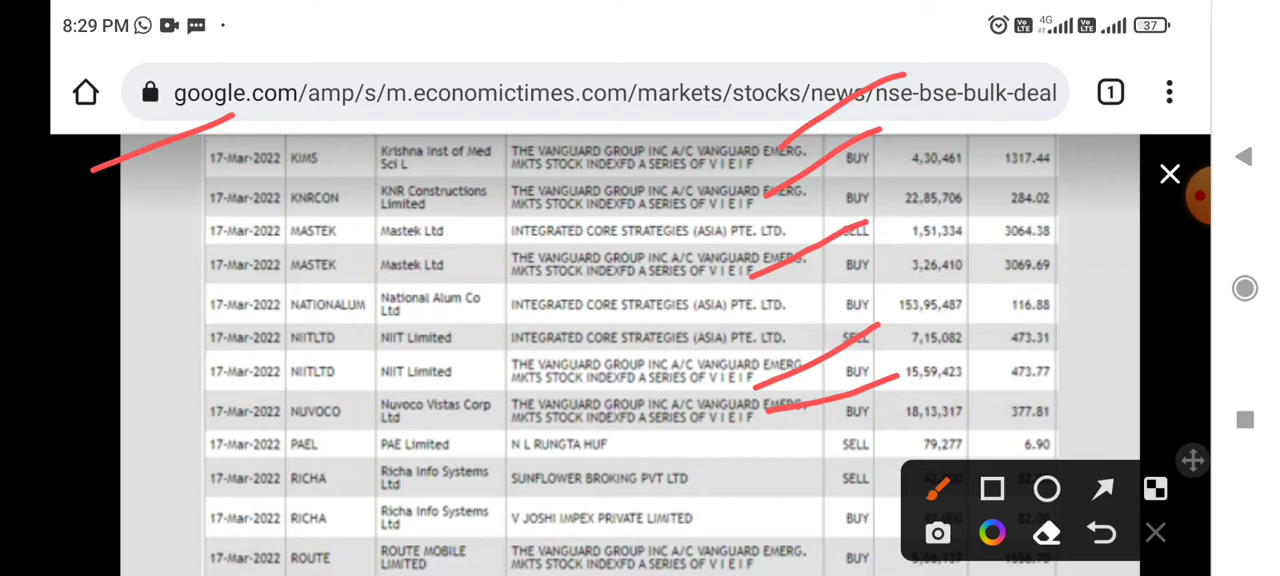 8:29 PM
4G
Vo LTE
Vo LTE
37
google.com/amp/s/m.economictimes.com/markets/stocks/news/nse-bse-bulk-deal
1
17-Mar-2022 KIMS Krishna Inst of Med Sci L THE VANGUARD GROUP INC A/C VANGUARD EMERG. MKTS STOCK INDEXFD A SERIES OF V I E I F BUY 4,30,461 1317.44
17-Mar-2022 KNRCON KNR Constructions Limited THE VANGUARD GROUP INC A/C VANGUARD EMERG. MKTS STOCK INDEXFD A SERIES OF V I E I F BUY 22,85,706 284.02
17-Mar-2022 MASTEK Mastek Ltd INTEGRATED CORE STRATEGIES (ASIA) PTE. LTD. SELL 1,51,334 3064.38
17-Mar-2022 MASTEK Mastek Ltd THE VANGUARD GROUP INC A/C VANGUARD EMERG. MKTS STOCK INDEXFD A SERIES OF V I E I F BUY 3,26,410 3069.69
17-Mar-2022 NATIONALUM National Alum Co Ltd INTEGRATED CORE STRATEGIES (ASIA) PTE. LTD. BUY 153,95,487 116.88
17-Mar-2022 NIITLTD NIIT Limited INTEGRATED CORE STRATEGIES (ASIA) PTE. LTD. SELL 7,15,082 473.31
17-Mar-2022 NIITLTD NIIT Limited THE VANGUARD GROUP INC A/C VANGUARD EMERG. MKTS STOCK INDEXFD A SERIES OF V I E I F BUY 15,59,423 473.77
17-Mar-2022 NUVOCO Nuvoco Vistas Corp Ltd THE VANGUARD GROUP INC A/C VANGUARD EMERG. MKTS STOCK INDEXFD A SERIES OF V I E I F BUY 18,13,317 377.81
17-Mar-2022 PAEL PAE Limited N L RUNGTA HUF SELL 79,277 6.90
17-Mar-2022 RICHA Richa Info Systems Ltd SUNFLOWER BROKING PVT LTD SELL
17-Mar-2022 RICHA Richa Info Systems Ltd V JOSHI IMPEX PRIVATE LIMITED BUY
17-Mar-2022 ROUTE ROUTE MOBILE LIMITED THE VANGUARD GROUP INC A/C VANGUARD EMERG. MKTS STOCK INDEXFD A SERIES OF V I E I F BUY